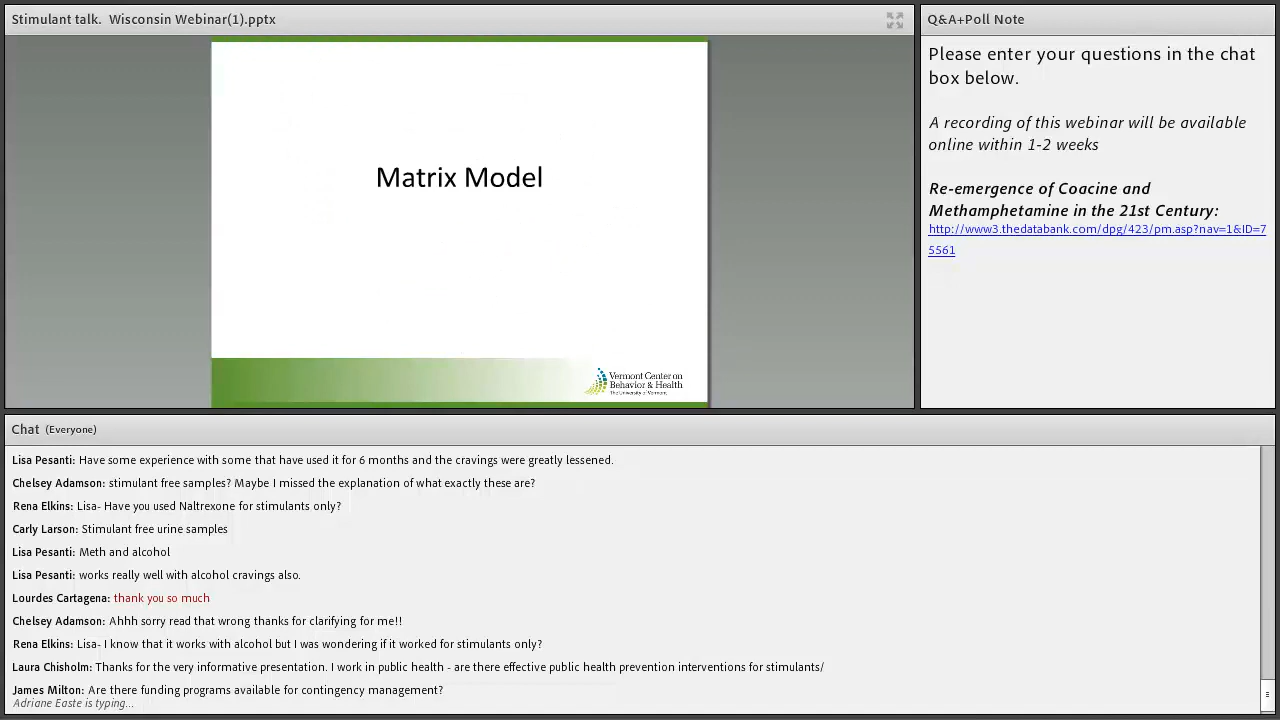 Stimulant talk.  Wisconsin Webinar(1).pptx
Matrix Model
Vermont Center on
Behavior & Health
The University of Vermont
Q&A+Poll Note
Please enter your questions in the chat
box below.
A recording of this webinar will be available
online within 1-2 weeks
Re-emergence of Coacine and
Methamphetamine in the 21st Century:
http://www3.thedatabank.com/dpg/423/pm.asp?nav=1&ID=7
5561
Chat (Everyone)
Lisa Pesanti: Have some experience with some that have used it for 6 months and the cravings were greatly lessened.
Chelsey Adamson: stimulant free samples? Maybe I missed the explanation of what exactly these are?
Rena Elkins: Lisa- Have you used Naltrexone for stimulants only?
Carly Larson: Stimulant free urine samples
Lisa Pesanti: Meth and alcohol
Lisa Pesanti: works really well with alcohol cravings also.
Lourdes Cartagena: thank you so much
Chelsey Adamson: Ahhh sorry read that wrong thanks for clarifying for me!!
Rena Elkins: Lisa- I know that it works with alcohol but I was wondering if it worked for stimulants only?
Laura Chisholm: Thanks for the very informative presentation. I work in public health - are there effective public health prevention interventions for stimulants/
James Milton: Are there funding programs available for contingency management?
Adriane Easte is typing...